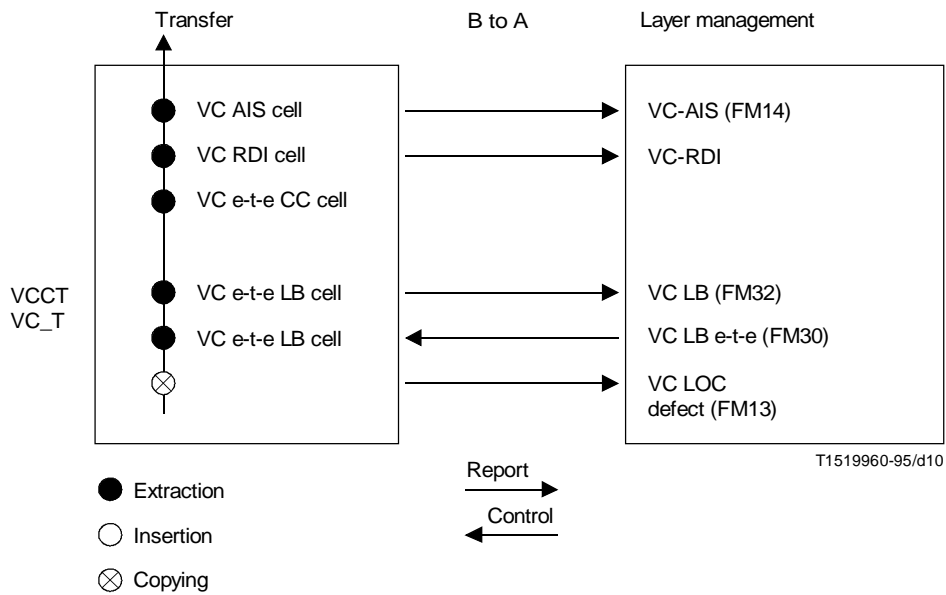 Transfer B to A Layer management
VC AIS cell VC-AIS (FM14)
VC RDI cell VC-RDI
VC e-t-e CC cell
VCCT VC e-t-e LB cell VC LB (FM32)
VC_T VC e-t-e LB cell VC LB e-t-e (FM30)
VC LOC
defect (FM13)
T1519960-95/d10
Extraction Report
Insertion Control
Copying